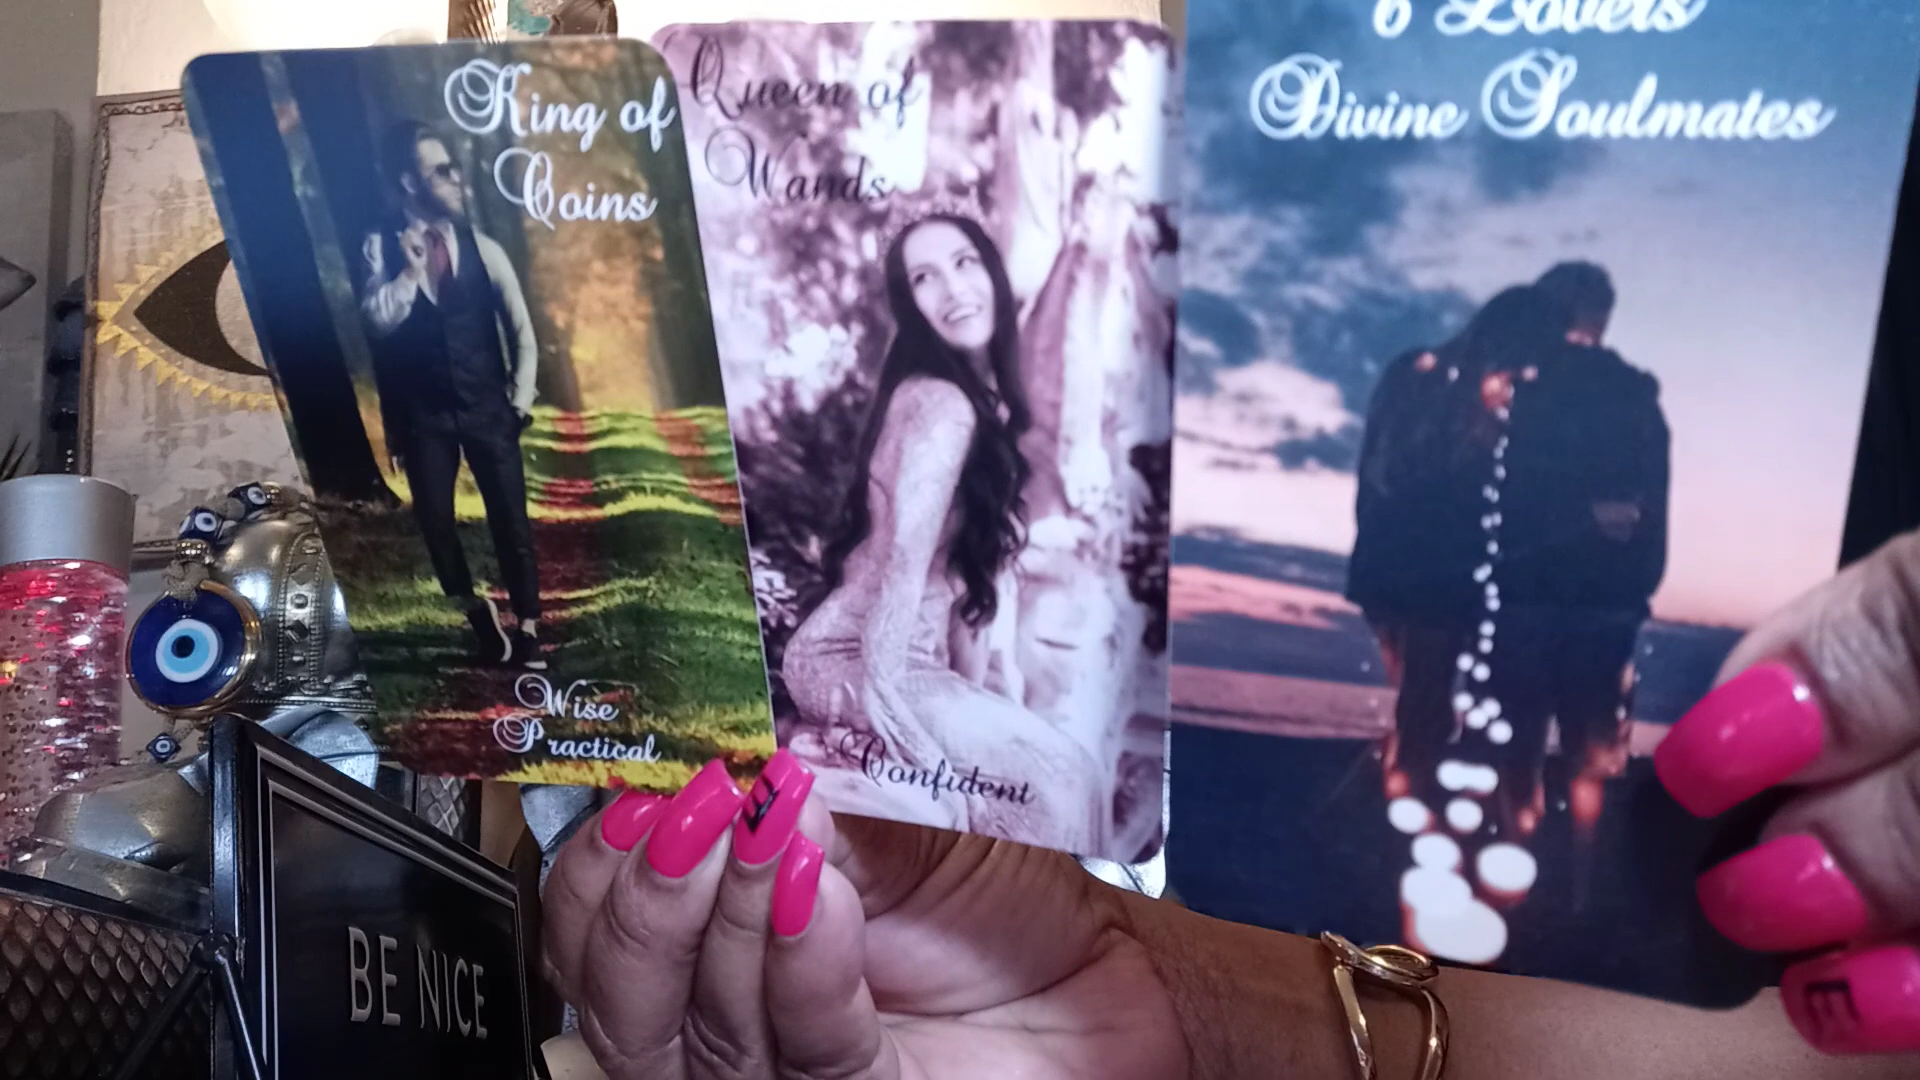 King of
Coins
Wise
Practical
Queen of
Wands
Confident
6 Lovers
Divine Soulmates
BE NICE
E